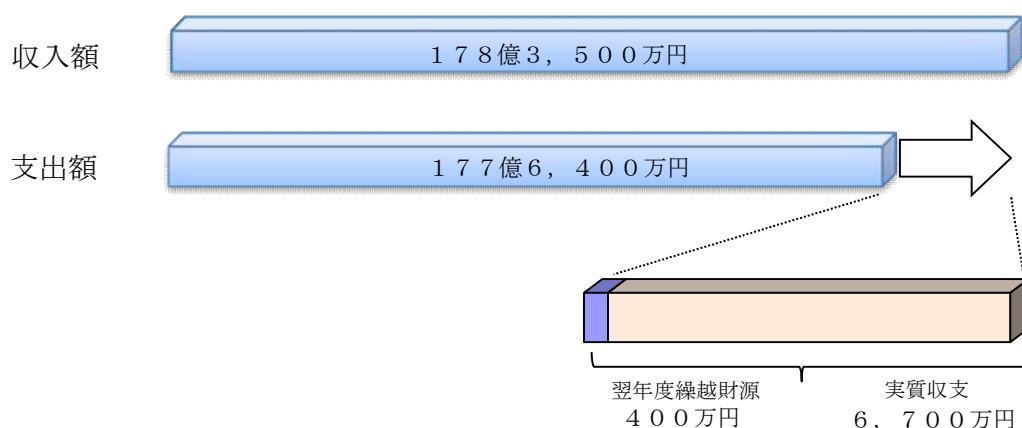 収入額
１７８億３，５００万円
支出額
１７７億６，４００万円
翌年度繰越財源
４００万円
実質収支
６，７００万円